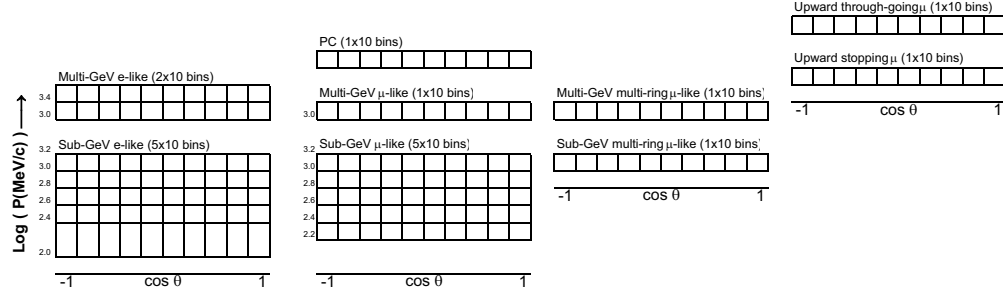 Upward through-going μ (1x10 bins)
Upward stopping μ (1x10 bins)
-1 cos θ 1
PC (1x10 bins)
Multi-GeV e-like (2x10 bins)
3.4
3.0
Multi-GeV μ-like (1x10 bins)
3.0
Multi-GeV multi-ring μ-like (1x10 bins)
Sub-GeV e-like (5x10 bins)
3.2
3.0
2.8
2.6
2.4
2.0
Sub-GeV μ-like (5x10 bins)
3.2
3.0
2.8
2.6
2.4
2.2
Sub-GeV multi-ring μ-like (1x10 bins)
-1 cos θ 1
Log ( P(MeV/c) )
-1 cos θ 1
-1 cos θ 1